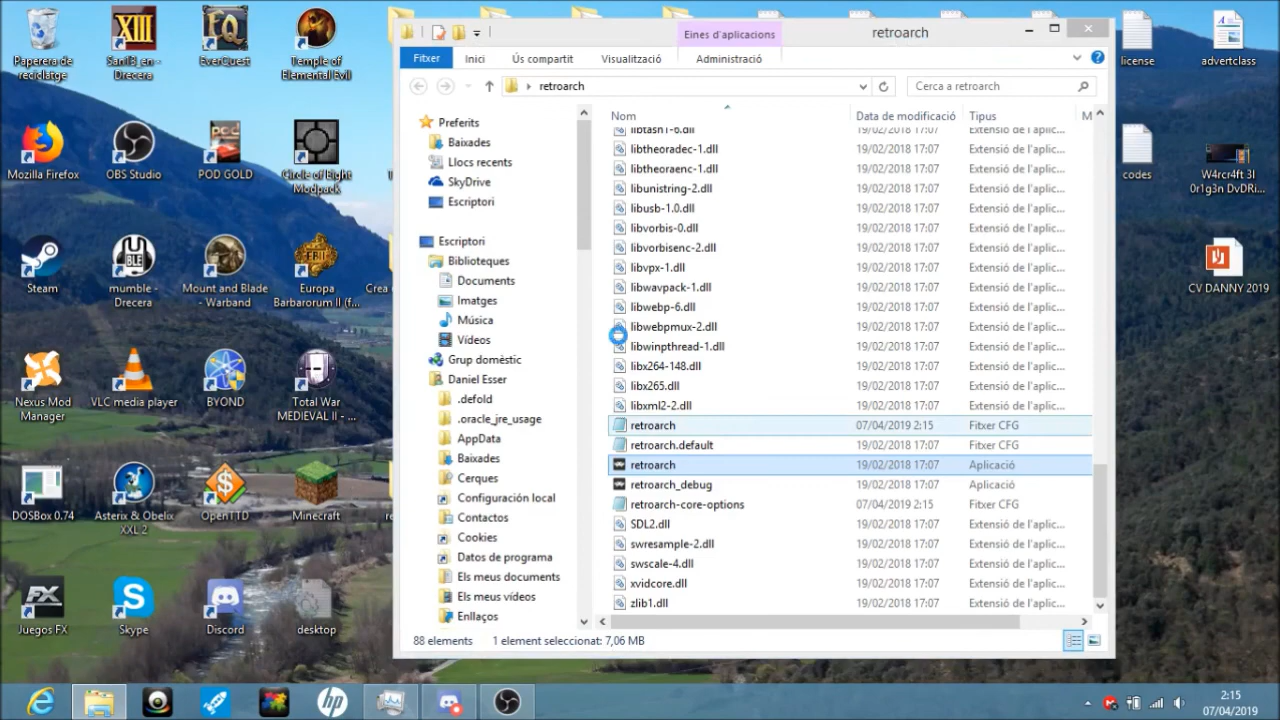 Paperera de reciclatge
San13_en - Drecera
EverQuest
Temple of Elemental Evil
Mozilla Firefox
OBS Studio
POD GOLD
Circle of Eight Modpack
Steam
mumble - Drecera
Mount and Blade - Warband
Europa Barbarorum II (f...
Crea
Nexus Mod Manager
VLC media player
BYOND
Total War MEDIEVAL II - ...
DOSBox 0.74
Asterix & Obelix XXL 2
OpenTTD
Minecraft
Juegos FX
Skype
Discord
desktop
retroarch
Eines d'aplicacions
Fitxer
Inici
Ús compartit
Visualització
Administració
retroarch
Cerca a retroarch
Preferits
Baixades
Llocs recents
SkyDrive
Escriptori
Escriptori
Biblioteques
Documents
Imatges
Música
Vídeos
Grup domèstic
Daniel Esser
.defold
.oracle_jre_usage
AppData
Baixades
Cerques
Configuración local
Contactos
Cookies
Datos de programa
Els meus documents
Els meus vídeos
Enllaços
Nom Data de modificació Tipus M
libtasn1-6.dll 19/02/2018 17:07 Extensió de l'aplic...
libtheoradec-1.dll 19/02/2018 17:07 Extensió de l'aplic...
libtheoraenc-1.dll 19/02/2018 17:07 Extensió de l'aplic...
libunistring-2.dll 19/02/2018 17:07 Extensió de l'aplic...
libusb-1.0.dll 19/02/2018 17:07 Extensió de l'aplic...
libvorbis-0.dll 19/02/2018 17:07 Extensió de l'aplic...
libvorbisenc-2.dll 19/02/2018 17:07 Extensió de l'aplic...
libvpx-1.dll 19/02/2018 17:07 Extensió de l'aplic...
libwavpack-1.dll 19/02/2018 17:07 Extensió de l'aplic...
libwebp-6.dll 19/02/2018 17:07 Extensió de l'aplic...
libwebpmux-2.dll 19/02/2018 17:07 Extensió de l'aplic...
libwinpthread-1.dll 19/02/2018 17:07 Extensió de l'aplic...
libx264-148.dll 19/02/2018 17:07 Extensió de l'aplic...
libx265.dll 19/02/2018 17:07 Extensió de l'aplic...
libxml2-2.dll 19/02/2018 17:07 Extensió de l'aplic...
retroarch 07/04/2019 2:15 Fitxer CFG
retroarch.default 19/02/2018 17:07 Fitxer CFG
retroarch 19/02/2018 17:07 Aplicació
retroarch_debug 19/02/2018 17:07 Aplicació
retroarch-core-options 07/04/2019 2:15 Fitxer CFG
SDL2.dll 19/02/2018 17:07 Extensió de l'aplic...
swresample-2.dll 19/02/2018 17:07 Extensió de l'aplic...
swscale-4.dll 19/02/2018 17:07 Extensió de l'aplic...
xvidcore.dll 19/02/2018 17:07 Extensió de l'aplic...
zlib1.dll 19/02/2018 17:07 Extensió de l'aplic...
88 elements 1 element seleccionat: 7,06 MB
license
advertclass
codes
W4rcr4ft 3l 0r1g3n DvDRi...
CV DANNY 2019
2:15
07/04/2019